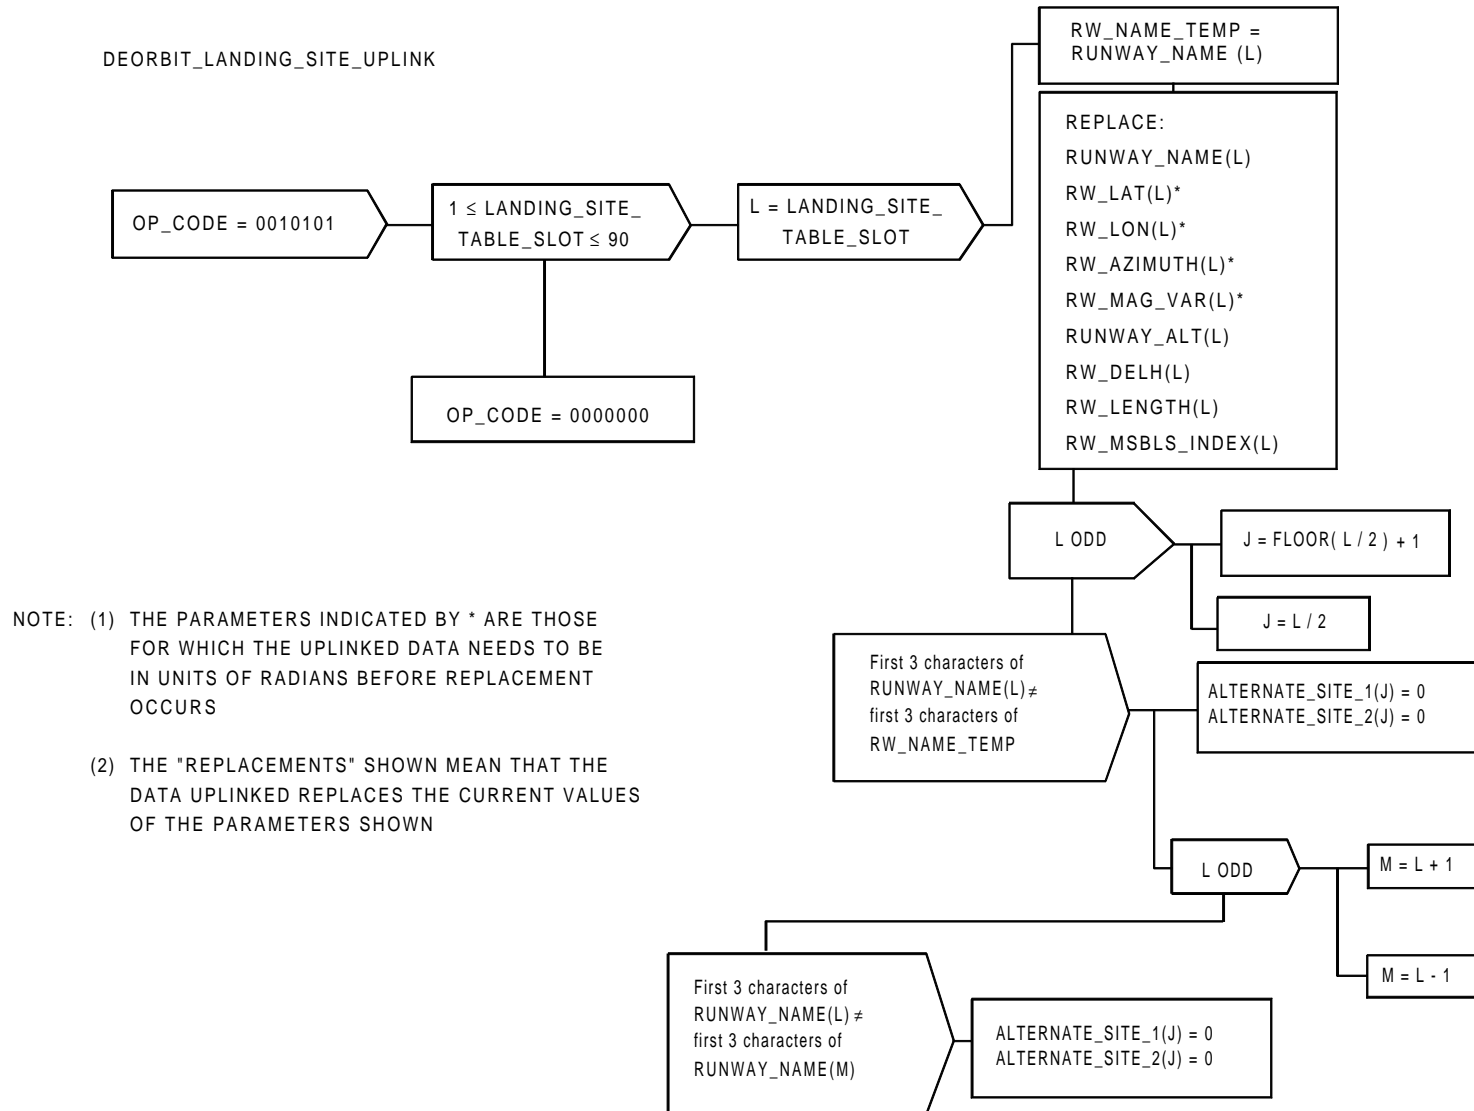 DEORBIT_LANDING_SITE_UPLINK
RW_NAME_TEMP =
RUNWAY_NAME (L)
REPLACE:
RUNWAY_NAME(L)
RW_LAT(L)*
RW_LON(L)*
RW_AZIMUTH(L)*
RW_MAG_VAR(L)*
RUNWAY_ALT(L)
RW_DELH(L)
RW_LENGTH(L)
RW_MSBLS_INDEX(L)
OP_CODE = 0010101
1 ≤ LANDING_SITE_
TABLE_SLOT ≤ 90
L = LANDING_SITE_
TABLE_SLOT
OP_CODE = 0000000
L ODD
J = FLOOR( L / 2 ) + 1
J = L / 2
NOTE: (1) THE PARAMETERS INDICATED BY * ARE THOSE
FOR WHICH THE UPLINKED DATA NEEDS TO BE
IN UNITS OF RADIANS BEFORE REPLACEMENT
OCCURS
(2) THE "REPLACEMENTS" SHOWN MEAN THAT THE
DATA UPLINKED REPLACES THE CURRENT VALUES
OF THE PARAMETERS SHOWN
First 3 characters of
RUNWAY_NAME(L) ≠
first 3 characters of
RW_NAME_TEMP
ALTERNATE_SITE_1(J) = 0
ALTERNATE_SITE_2(J) = 0
L ODD
M = L + 1
M = L - 1
First 3 characters of
RUNWAY_NAME(L) ≠
first 3 characters of
RUNWAY_NAME(M)
ALTERNATE_SITE_1(J) = 0
ALTERNATE_SITE_2(J) = 0